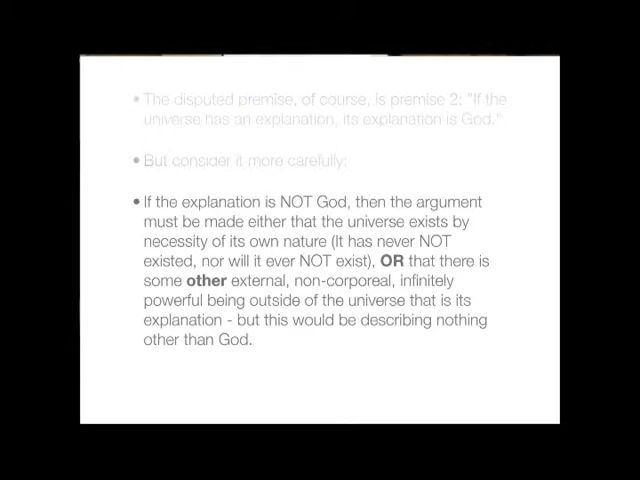 • The disputed premise, of course, is premise 2: "If the
universe has an explanation, its explanation is God."
• But consider it more carefully:
• If the explanation is NOT God, then the argument
must be made either that the universe exists by
necessity of its own nature (It has never NOT
existed, nor will it ever NOT exist), OR that there is
some other external, non-corporeal, infinitely
powerful being outside of the universe that is its
explanation - but this would be describing nothing
other than God.